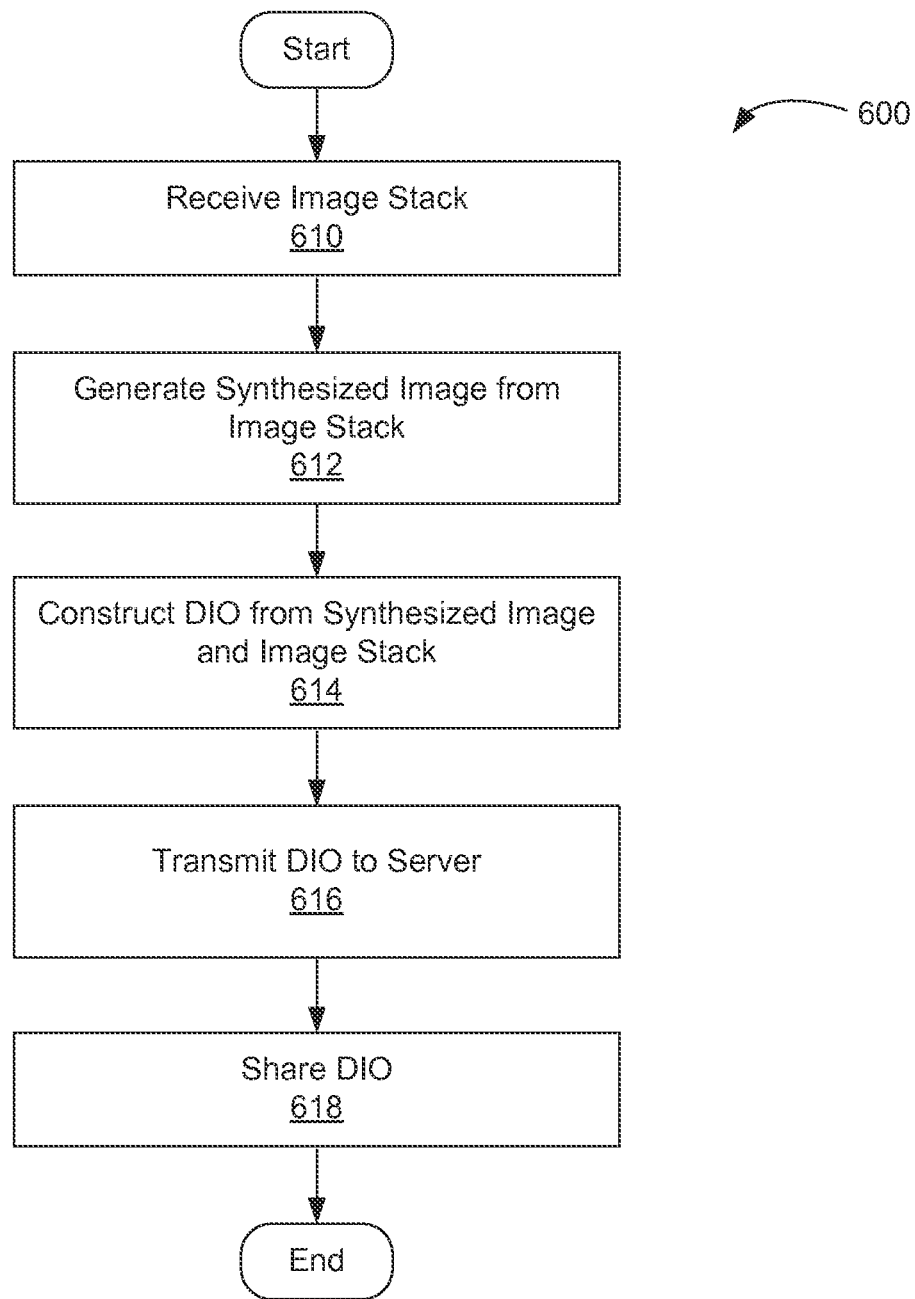 Start
600
Receive Image Stack
610
Generate Synthesized Image from
Image Stack
612
Construct DIO from Synthesized Image
and Image Stack
614
Transmit DIO to Server
616
Share DIO
618
End